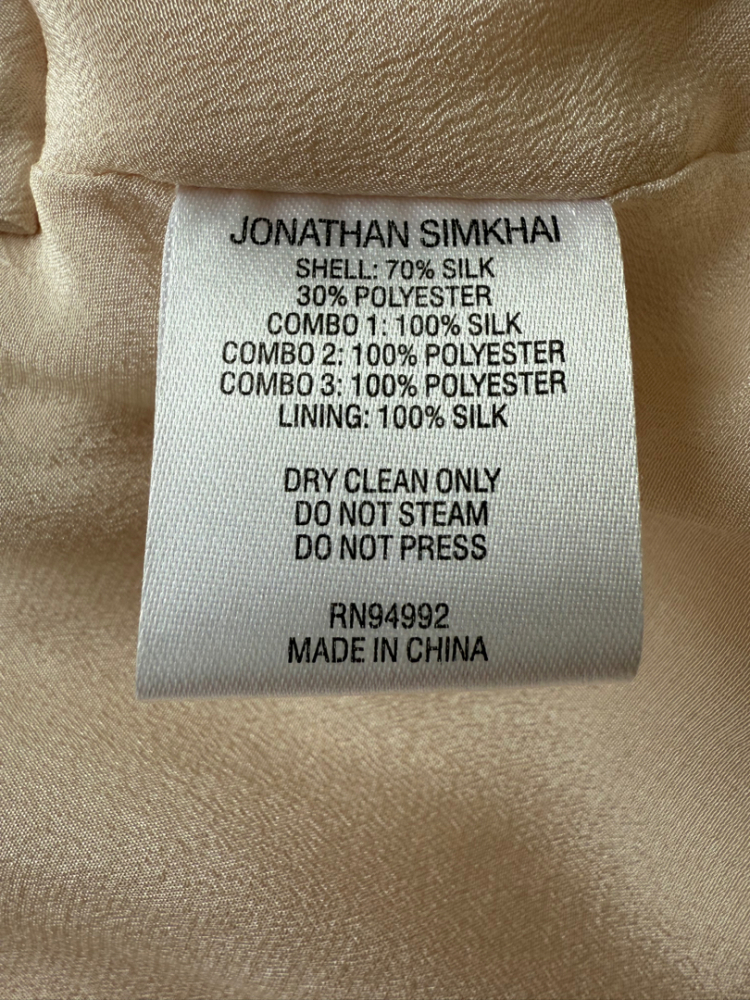 JONATHAN SIMKHAI
SHELL: 70% SILK
30% POLYESTER
COMBO 1: 100% SILK
COMBO 2: 100% POLYESTER
COMBO 3: 100% POLYESTER
LINING: 100% SILK
DRY CLEAN ONLY
DO NOT STEAM
DO NOT PRESS
RN94992
MADE IN CHINA